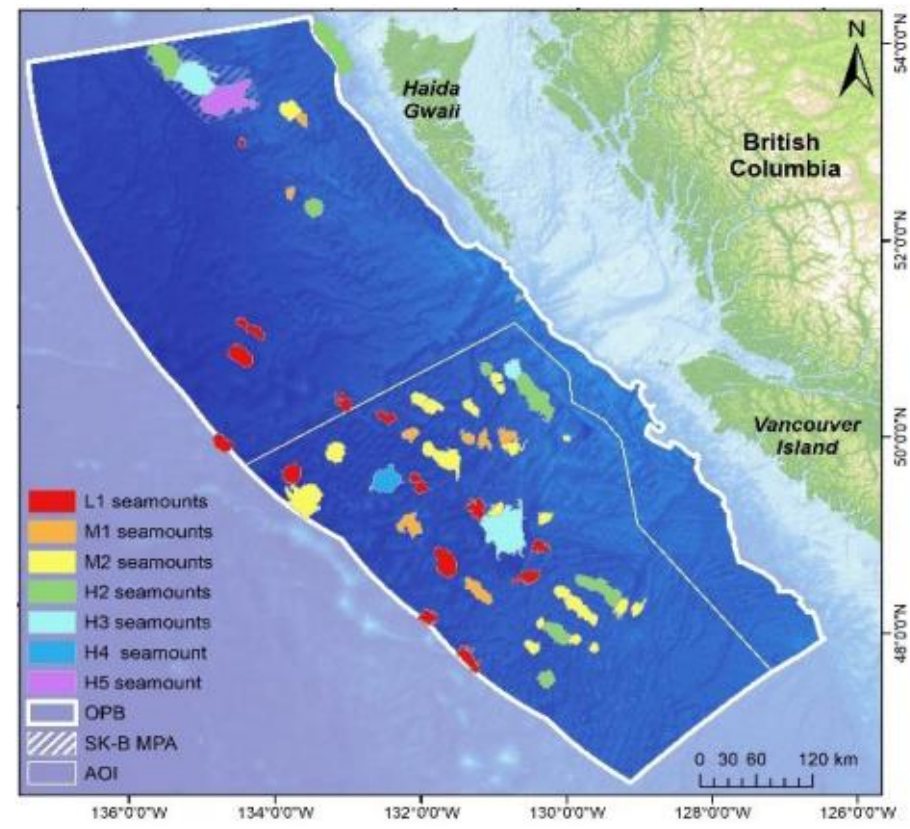 N
Haida
Gwaii
British
Columbia
Vancouver
Island
54°0'0"N
52°0'0"N
50°0'0"N
48°0'0"N
L1 seamounts
M1 seamounts
M2 seamounts
H2 seamounts
H3 seamounts
H4 seamount
H5 seamount
OPB
SK-B MPA
AOI
0 30 60 120 km
136°0'0"W 134°0'0"W 132°0'0"W 130°0'0"W 128°0'0"W 126°0'0"W